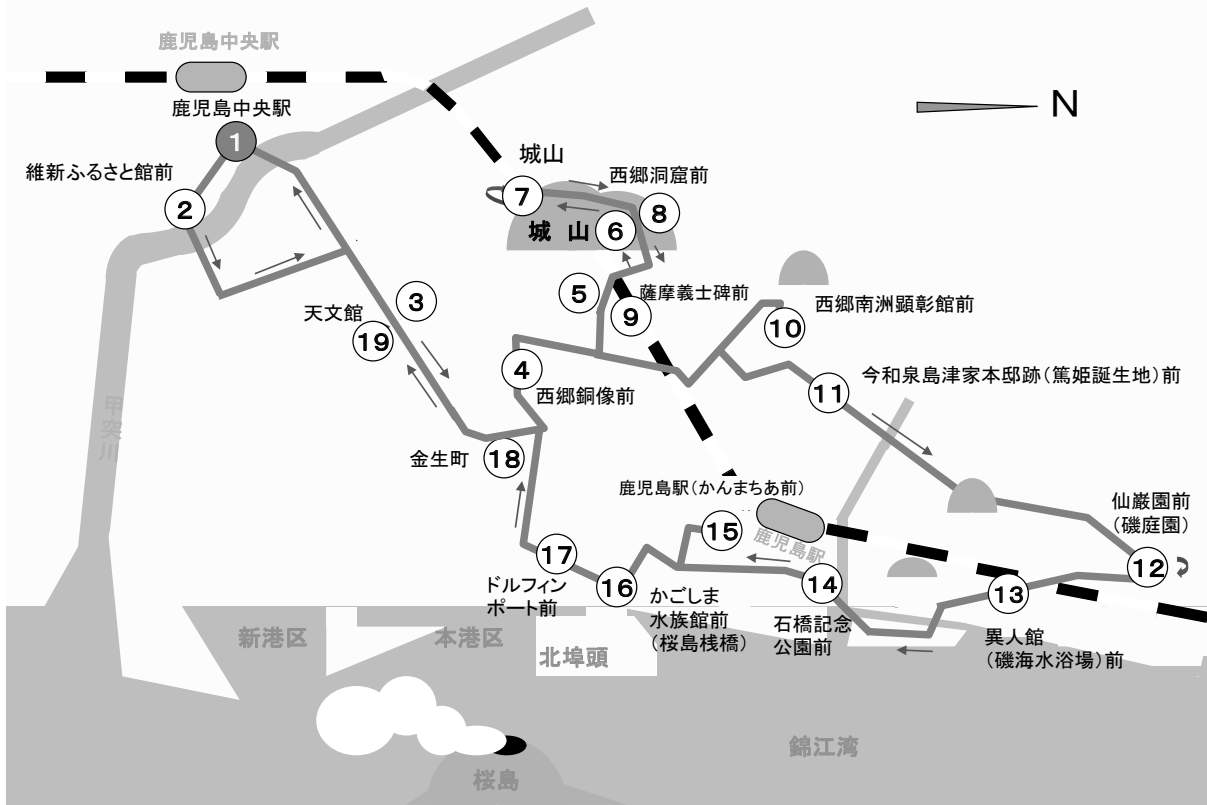 鹿児島中央駅
鹿児島中央駅
1
N
維新ふるさと館前
2
城山
7
西郷洞窟前
8
城 山
6
天文館
3
19
5
薩摩義士碑前
9
西郷南洲顕彰館前
10
4
西郷銅像前
今和泉島津家本邸跡(篤姫誕生地)前
11
甲突川
金生町
18
鹿児島駅(かんまちあ前)
15
鹿児島駅
仙巌園前
(磯庭園)
12
17
ドルフィン
ポート前
16
かごしま
水族館前
(桜島桟橋)
14
石橋記念
公園前
13
異人館
(磯海水浴場)前
新港区
本港区
北埠頭
桜島
錦江湾